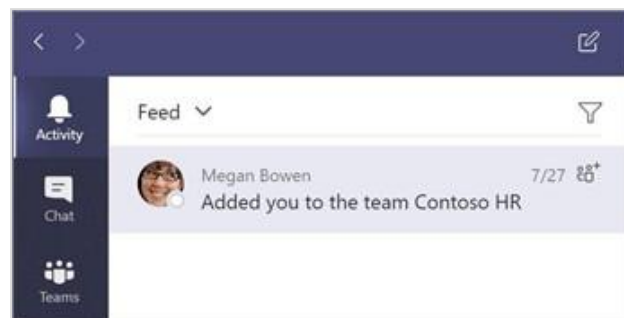 Activity
Chat
Teams
Feed
Megan Bowen 7/27
Added you to the team Contoso HR